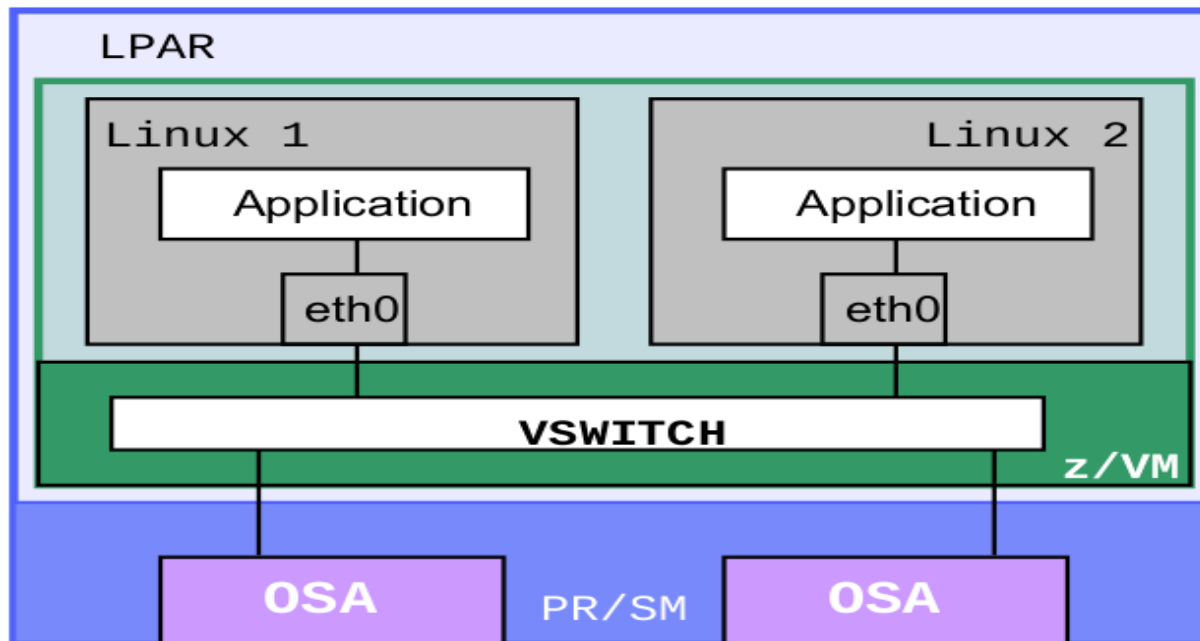 LPAR
Linux 1
Linux 2
Application
Application
eth0
eth0
VSWITCH
z/VM
OSA
PR/SM
OSA